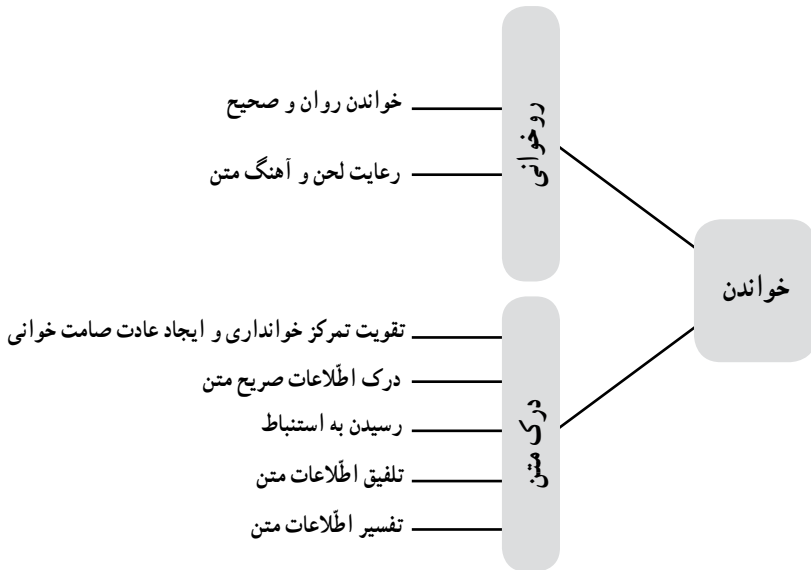 خواندن
روخوانی
خواندن روان و صحیح
رعایت لحن و آهنگ متن
درک متن
تقویت تمرکز خوانداری و ایجاد عادت صامت خوانی
درک اطّلاعات صریح متن
رسیدن به استنباط
تلفیق اطّلاعات متن
تفسیر اطّلاعات متن